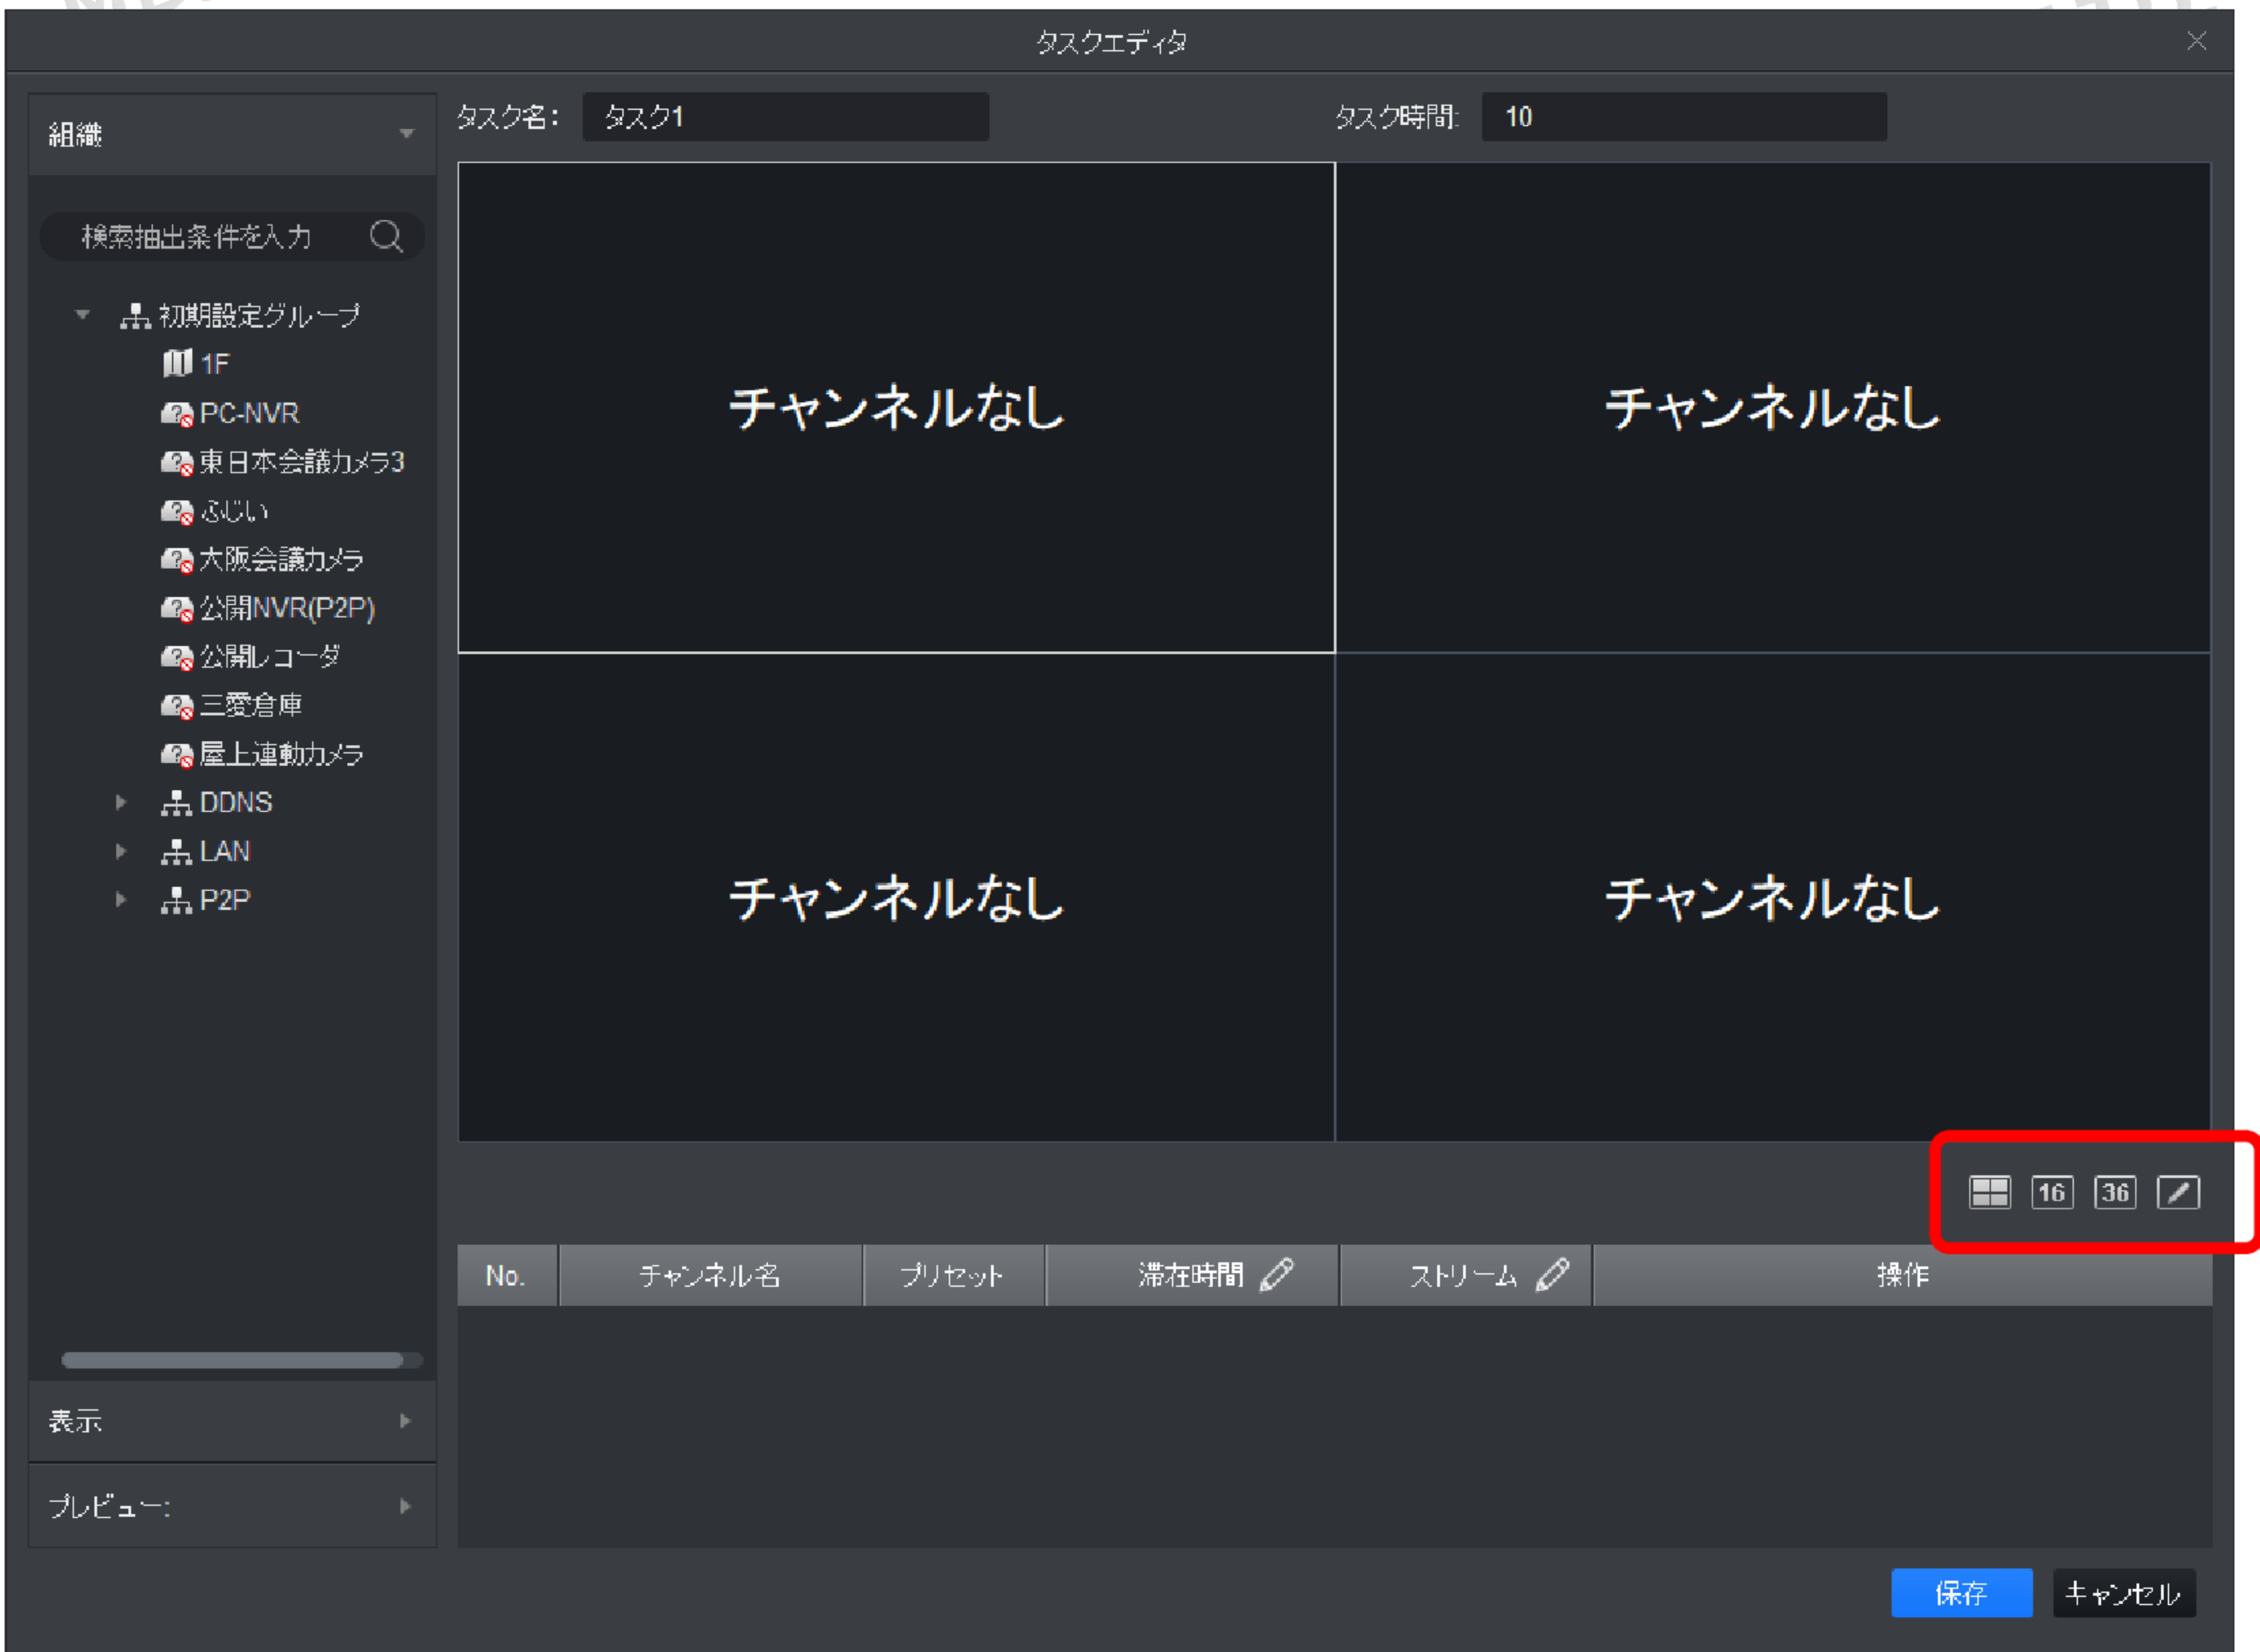 タスクエディタ
組織
タスク名: タスク1
タスク時間: 10
検索抽出条件を入力
初期設定グループ
1F
PC-NVR
東日本会議カメラ3
ふじい
大阪会議カメラ
公開NVR(P2P)
公開レコーダ
三愛倉庫
屋上連動カメラ
DDNS
LAN
P2P
チャンネルなし
チャンネルなし
チャンネルなし
チャンネルなし
16 36
No. チャンネル名 プリセット 滞在時間 ストリーム 操作
表示
プレビュー:
保存 キャンセル